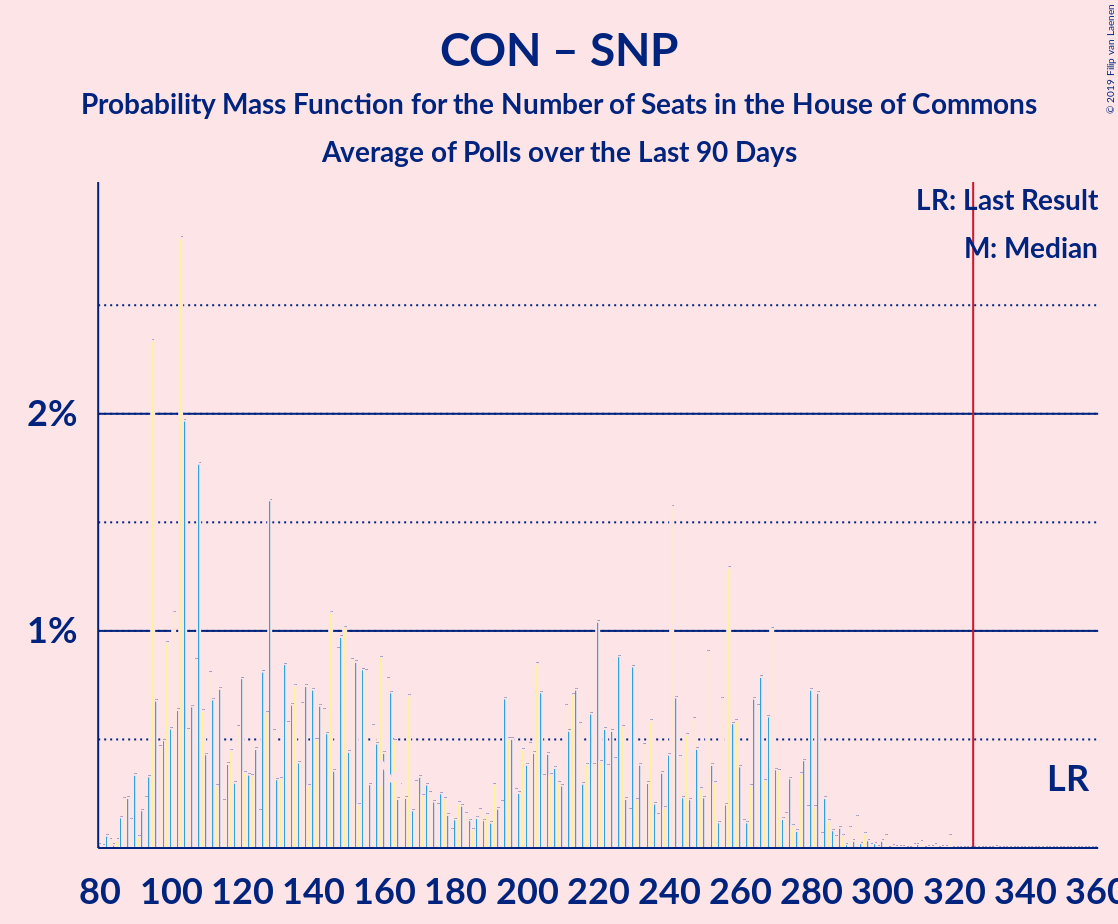 CON – SNP
Probability Mass Function for the Number of Seats in the House of Commons
Average of Polls over the Last 90 Days
© 2019 Filip van Laenen
LR: Last Result
M: Median
2%
1%
LR
80 100 120 140 160 180 200 220 240 260 280 300 320 340 360